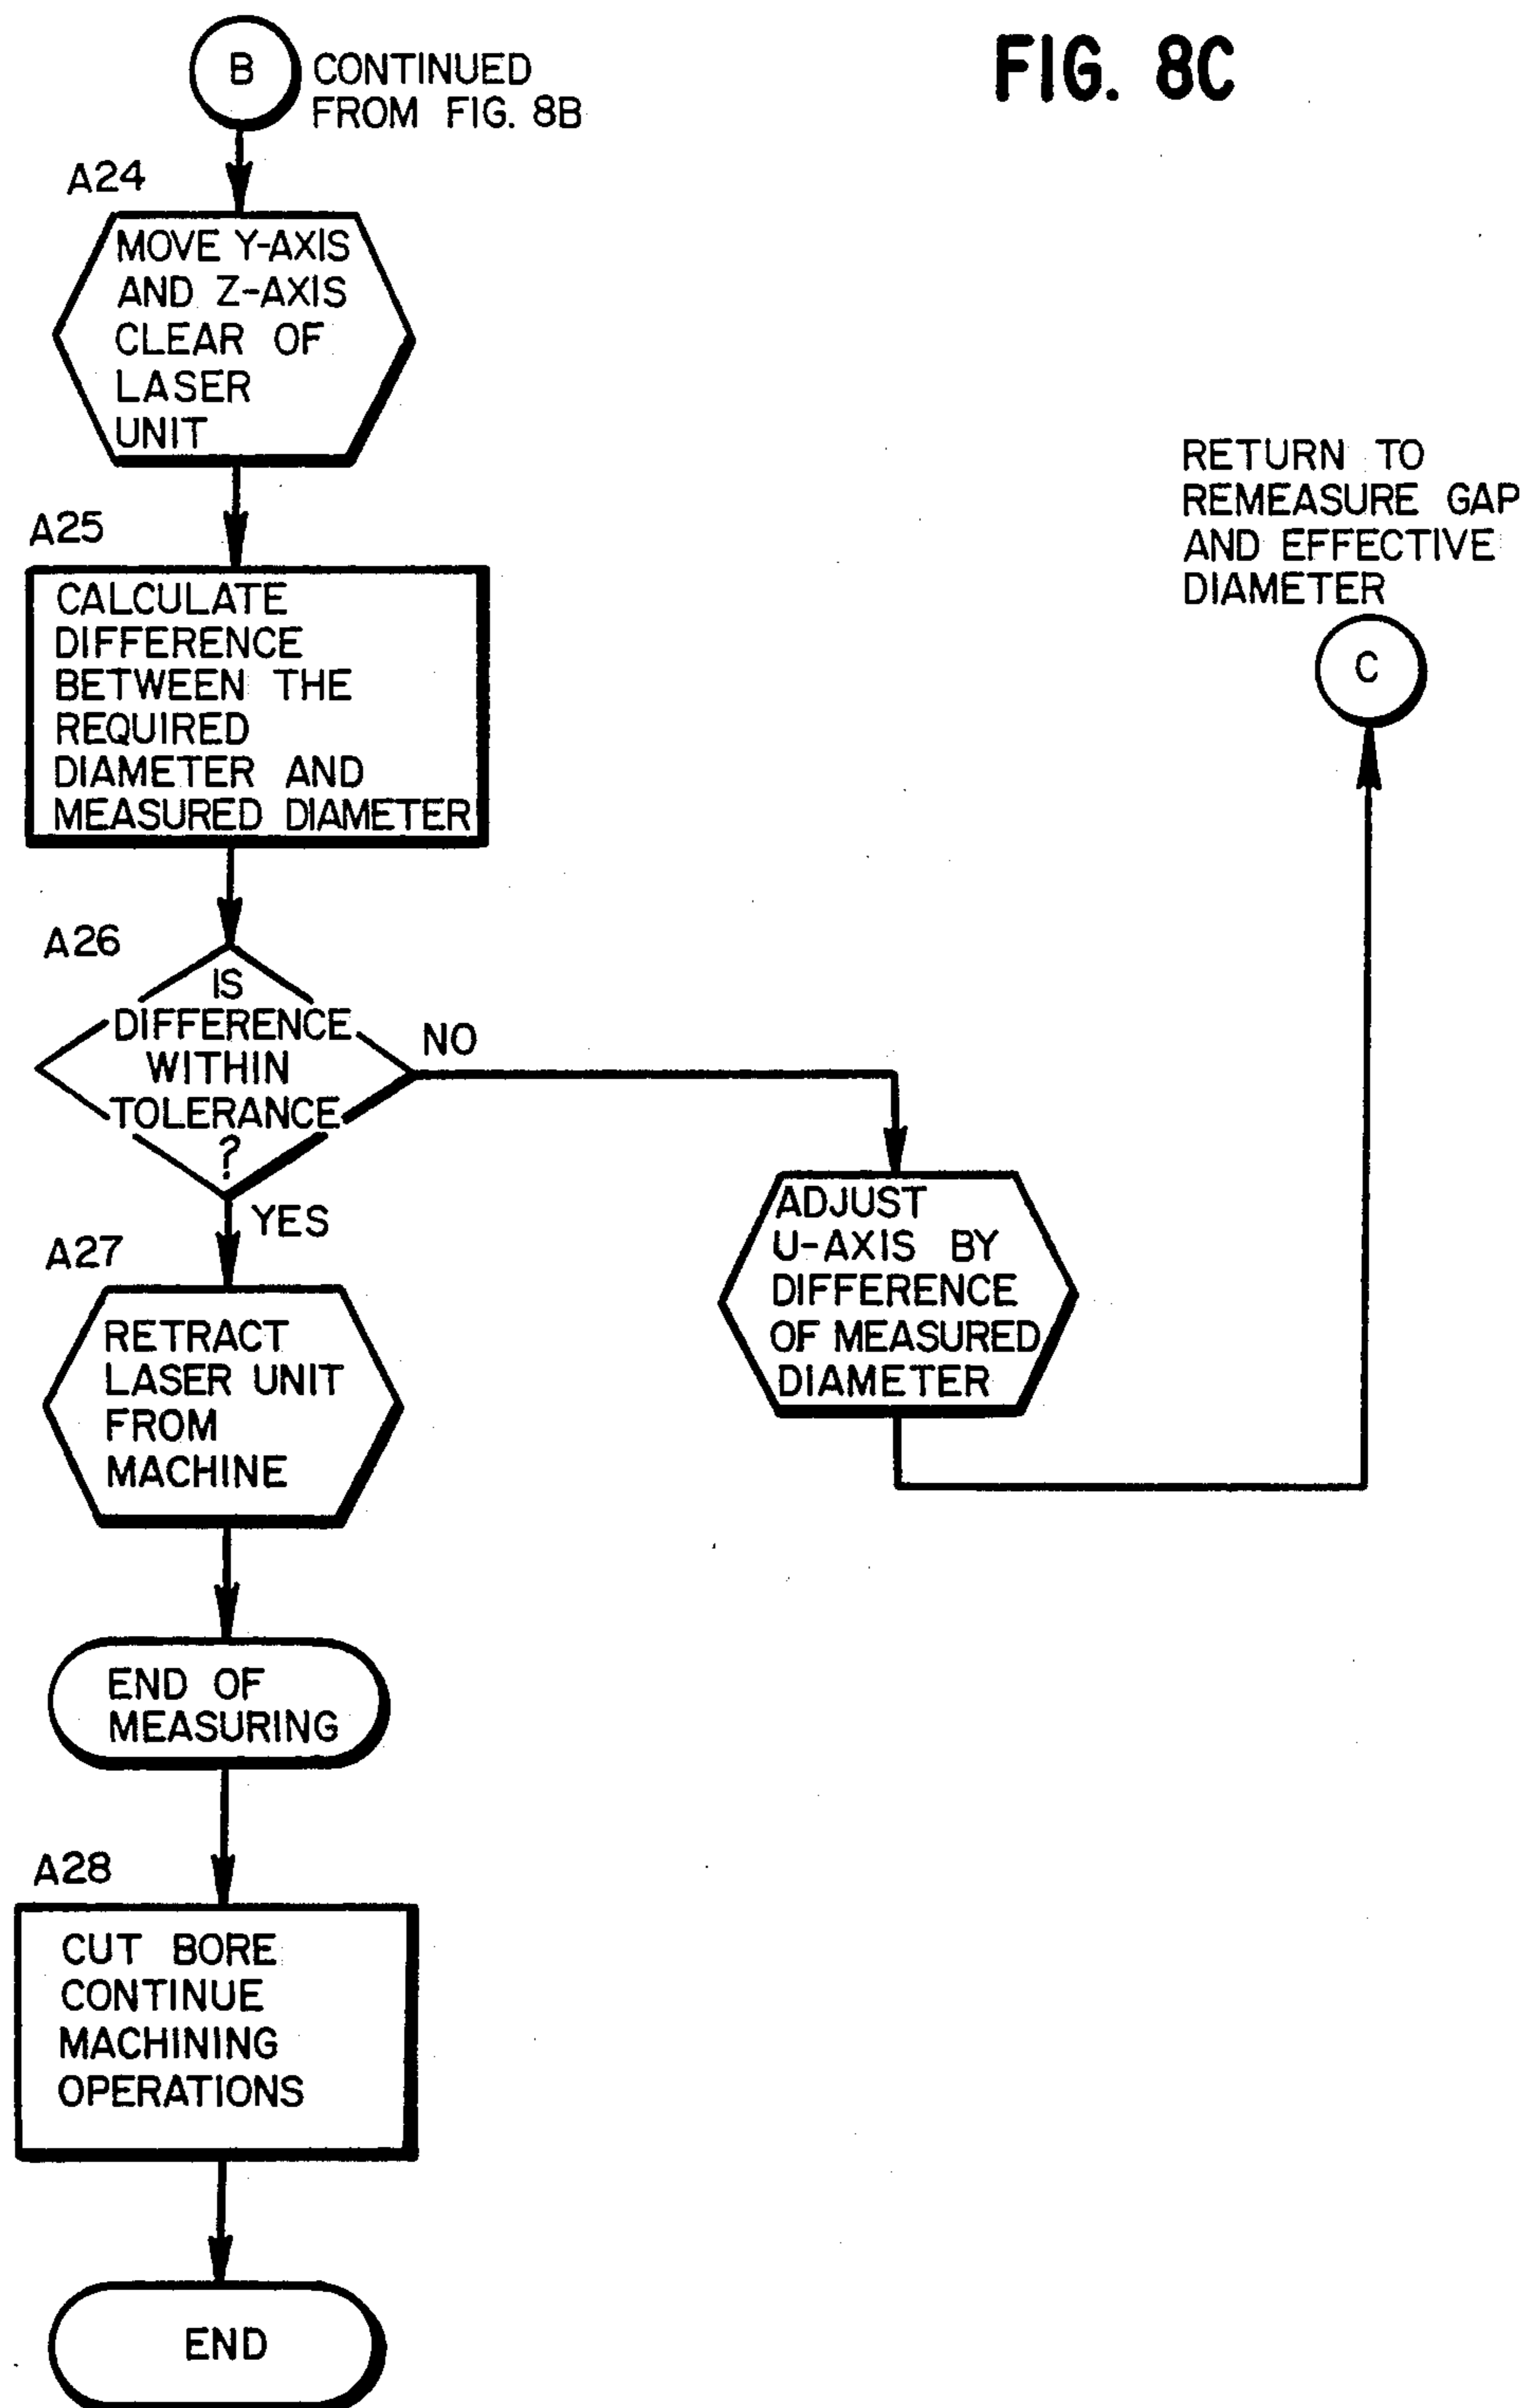 FIG. 8C
B
CONTINUED
FROM FIG. 8B
A24
MOVE Y-AXIS
AND Z-AXIS
CLEAR OF
LASER
UNIT
A25
CALCULATE
DIFFERENCE
BETWEEN THE
REQUIRED
DIAMETER AND
MEASURED DIAMETER
A26
IS
DIFFERENCE
WITHIN
TOLERANCE
?
NO
YES
ADJUST
U-AXIS BY
DIFFERENCE
OF MEASURED
DIAMETER
RETURN TO
REMEASURE GAP
AND EFFECTIVE
DIAMETER
C
A27
RETRACT
LASER UNIT
FROM
MACHINE
END OF
MEASURING
A28
CUT BORE
CONTINUE
MACHINING
OPERATIONS
END